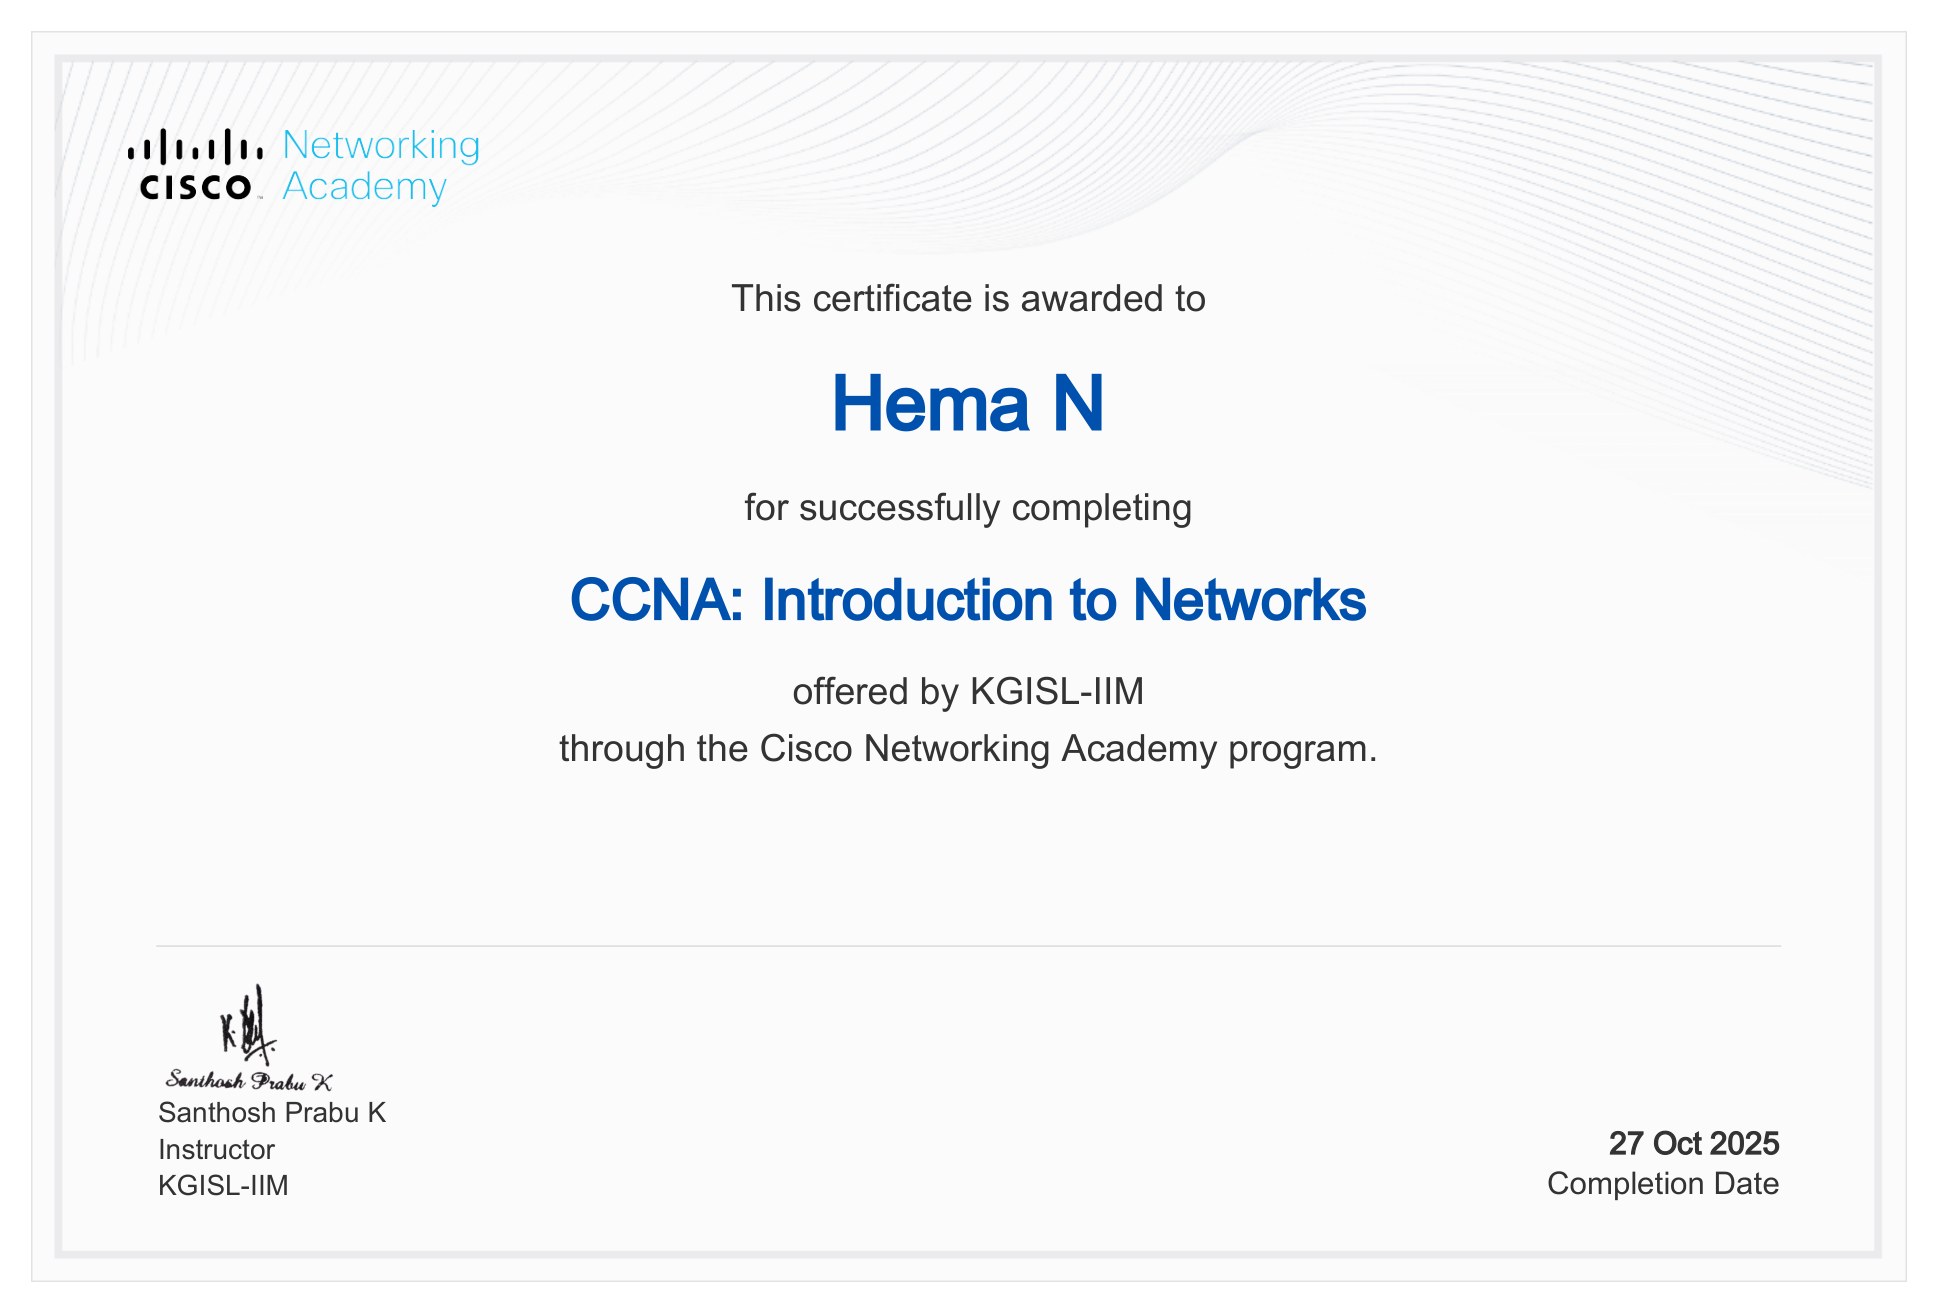 CISCO™ Networking
Academy
This certificate is awarded to
Hema N
for successfully completing
CCNA: Introduction to Networks
offered by KGISL-IIM
through the Cisco Networking Academy program.
Santhosh Prabu K
Santhosh Prabu K
Instructor
KGISL-IIM
27 Oct 2025
Completion Date